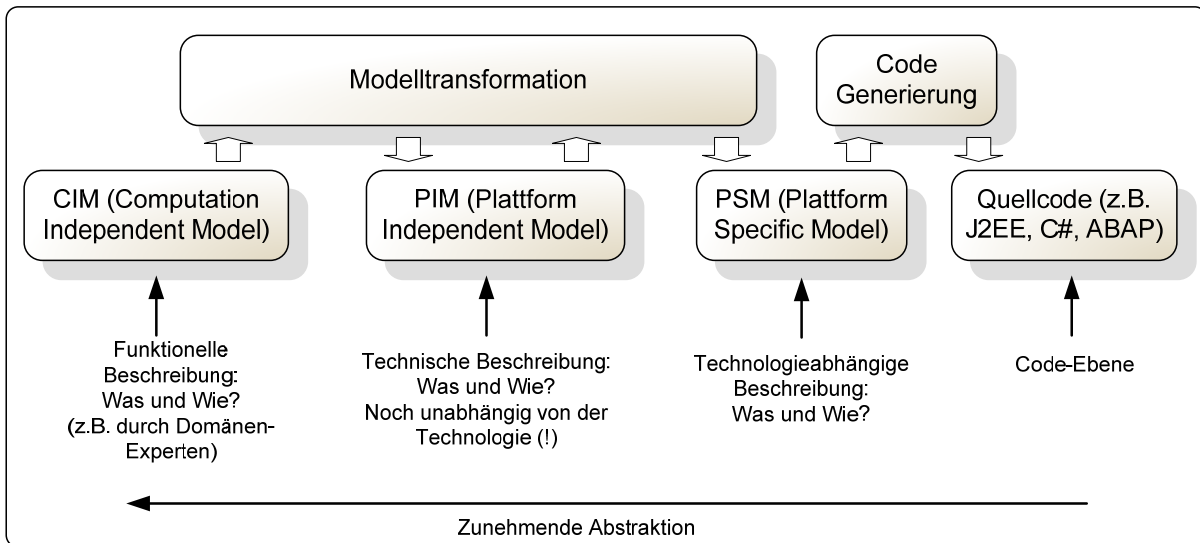 Modelltransformation
Code
Generierung
CIM (Computation
Independent Model)
PIM (Plattform
Independent Model)
PSM (Plattform
Specific Model)
Quellcode (z.B.
J2EE, C#, ABAP)
Funktionelle
Beschreibung:
Was und Wie?
(z.B. durch Domänen-
Experten)
Technische Beschreibung:
Was und Wie?
Noch unabhängig von der
Technologie (!)
Technologieabhängige
Beschreibung:
Was und Wie?
Code-Ebene
Zunehmende Abstraktion